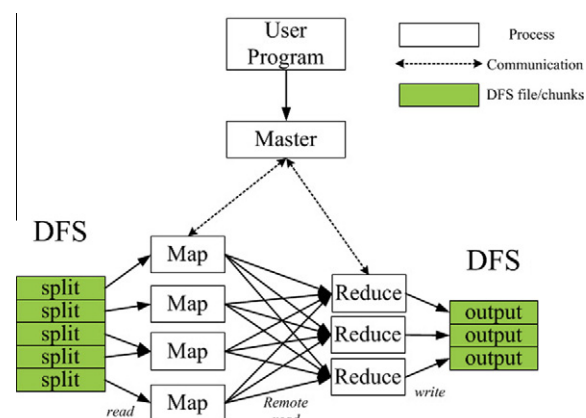 User
Program
Process
Communication
DFS file/chunks
Master
DFS
DFS
Map
Map
Map
Map
split
split
split
split
split
Reduce
Reduce
Reduce
output
output
output
read
Remote
write